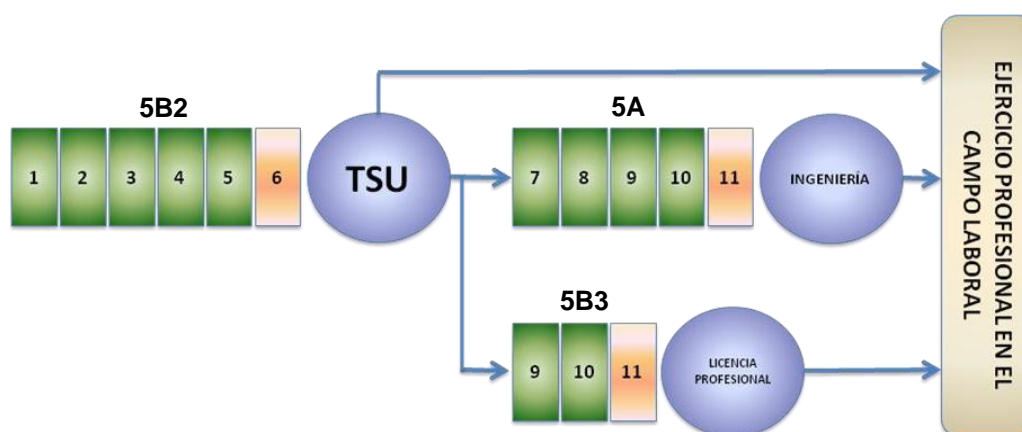 5B2
1 2 3 4 5 6
TSU
5A
7 8 9 10 11
INGENIERÍA
5B3
9 10 11
LICENCIA
PROFESIONAL
EJERCICIO PROFESIONAL EN EL
CAMPO LABORAL